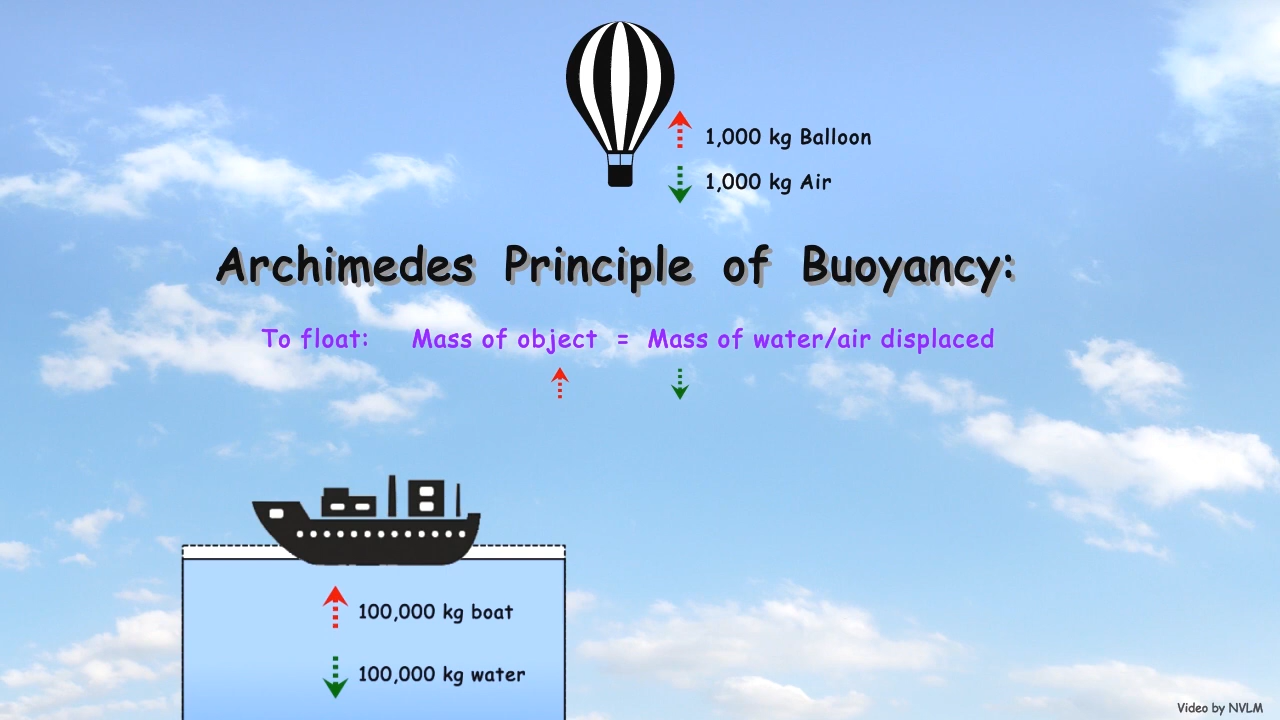 1,000 kg Balloon
1,000 kg Air
Archimedes Principle of Buoyancy:
To float: Mass of object = Mass of water/air displaced
100,000 kg boat
100,000 kg water
Video by NVLM